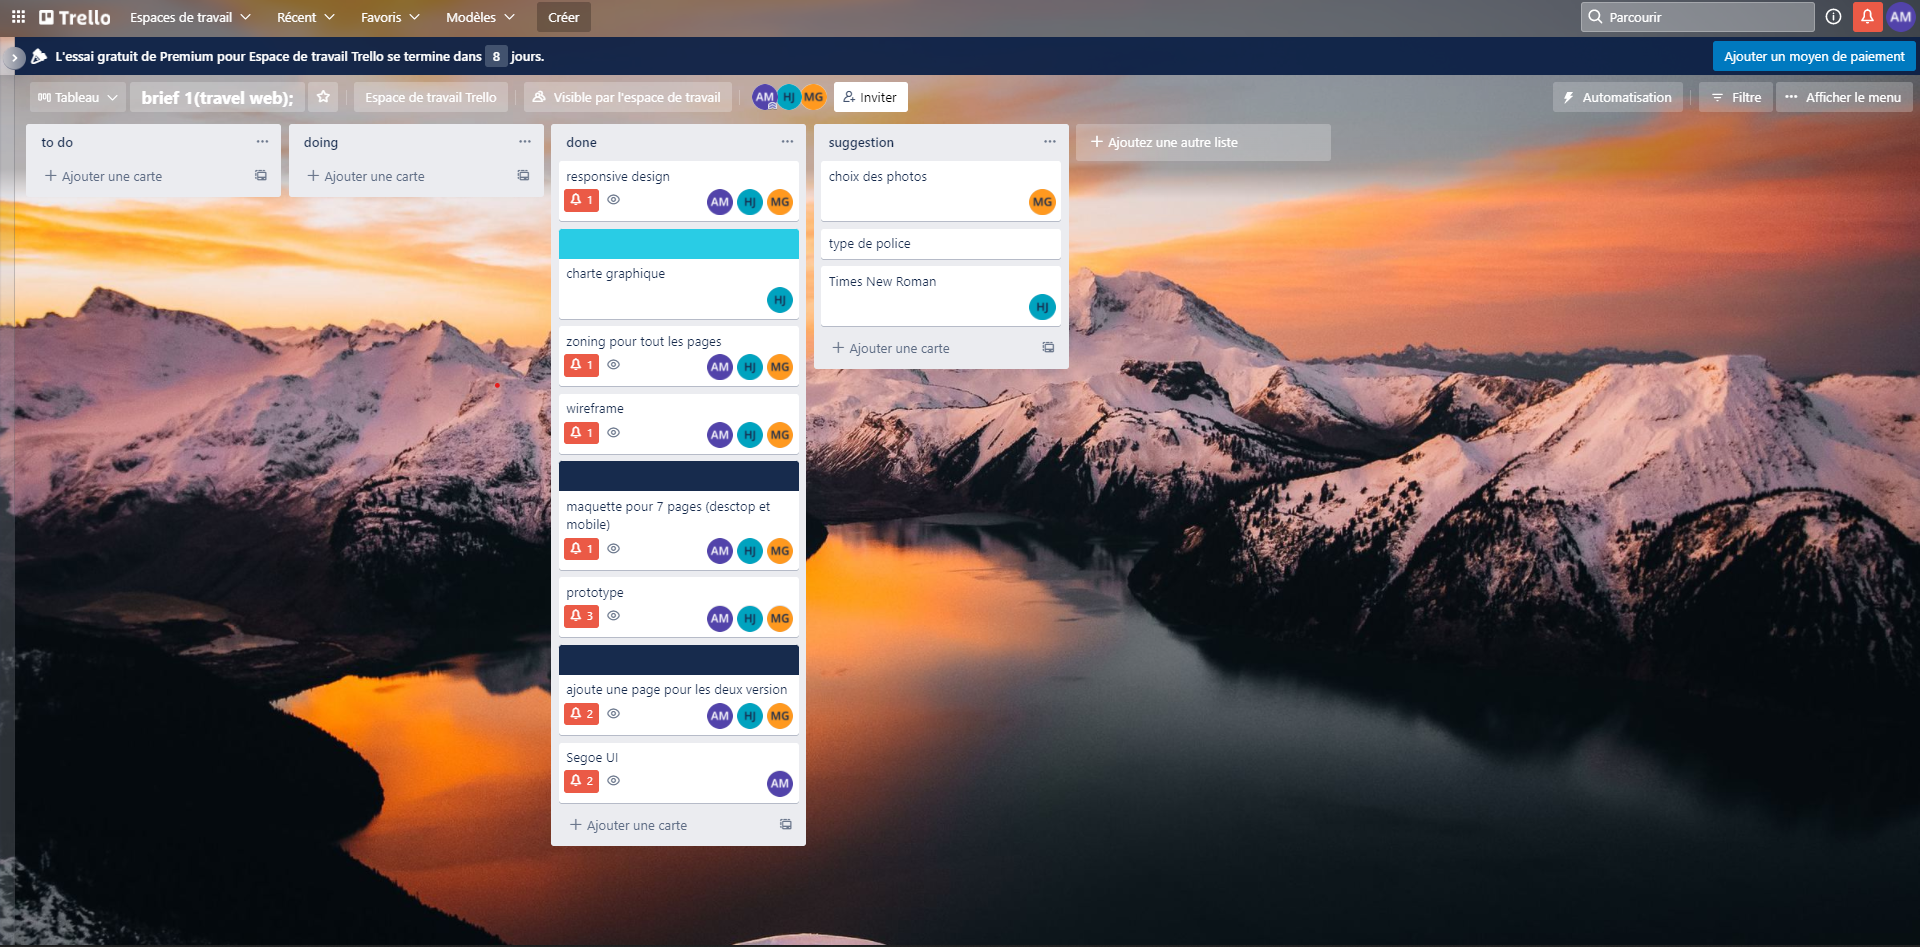 Trello Espaces de travail Récent Favoris Modèles Créer Parcourir AM
L'essai gratuit de Premium pour Espace de travail Trello se termine dans 8 jours. Ajouter un moyen de paiement
Tableau brief 1(travel web); Espace de travail Trello Visible par l'espace de travail AM HJ MG Inviter Automatisation Filtre Afficher le menu
to do
Ajouter une carte
doing
Ajouter une carte
done
responsive design
1 AM HJ MG
charte graphique
HJ
zoning pour tout les pages
1 AM HJ MG
wireframe
1 AM HJ MG
maquette pour 7 pages (desctop et
mobile)
1 AM HJ MG
prototype
3 AM HJ MG
ajoute une page pour les deux version
2 AM HJ MG
Segoe UI
2 AM
Ajouter une carte
suggestion
choix des photos
MG
type de police
Times New Roman
HJ
Ajouter une carte
Ajoutez une autre liste